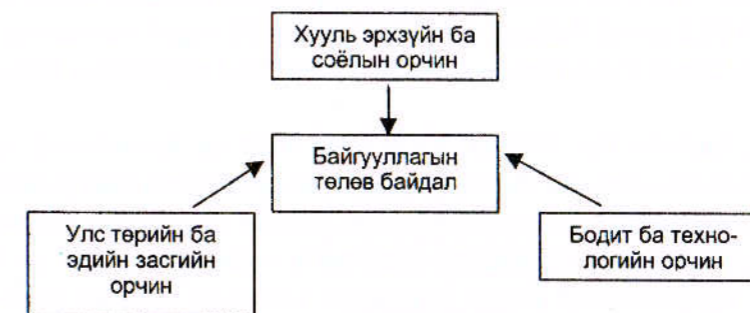 Хууль эрхзүйн ба
соёлын орчин
Байгууллагын
төлөв байдал
Улс төрийн ба
эдийн засгийн
орчин
Бодит ба техно-
логийн орчин